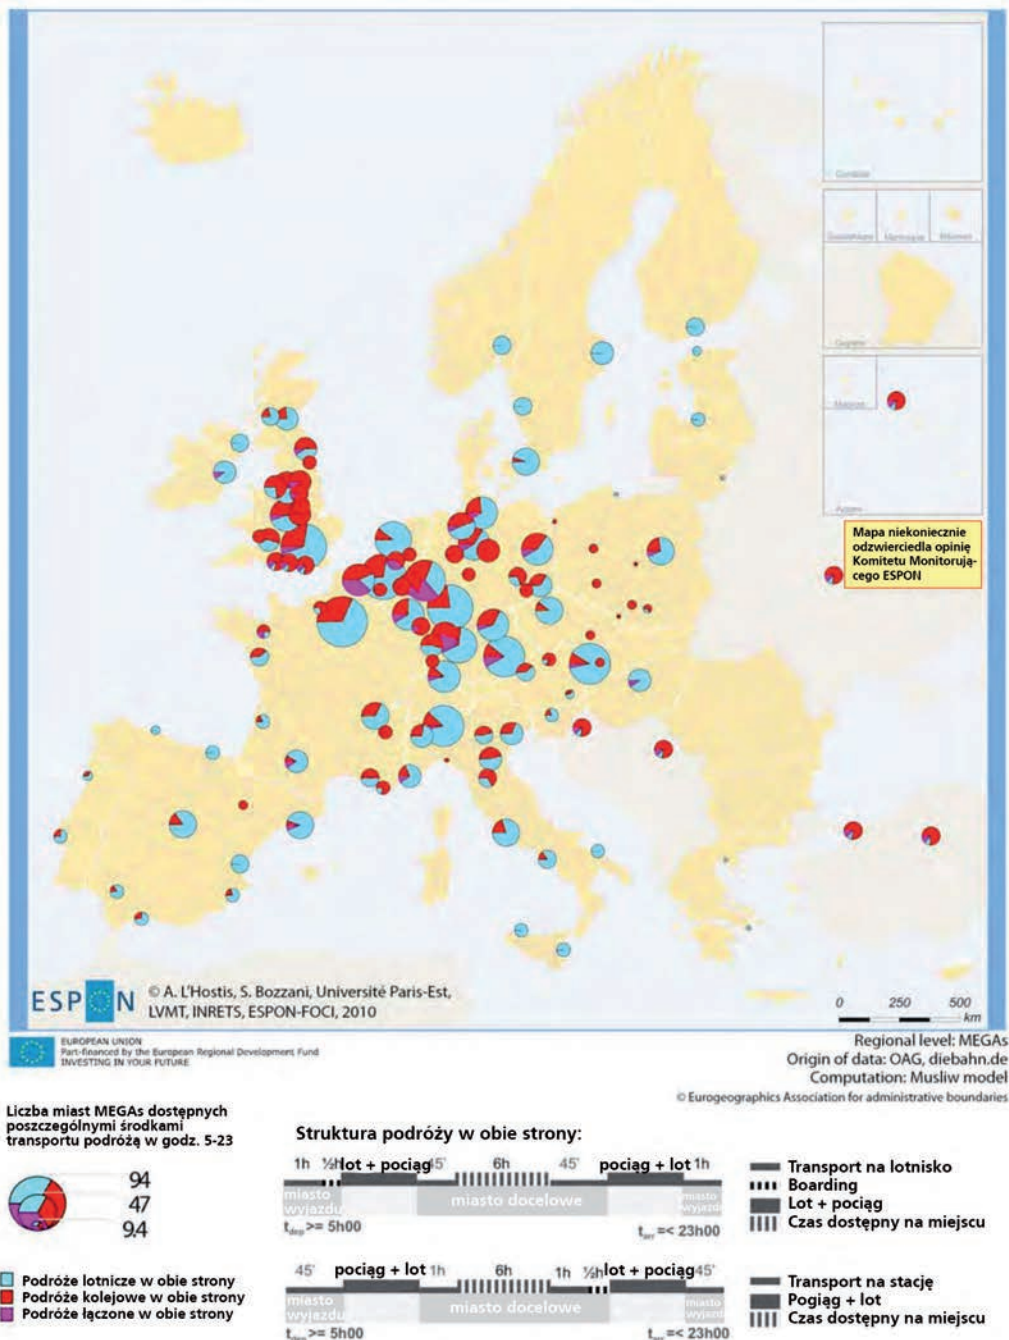 Mapa niekoniecznie
odzwierciedla opinię
Komitetu Monitorują-
cego ESPON
ESPON
© A. L'Hostis, S. Bozzani, Université Paris-Est,
LVMT, INRETS, ESPON-FOCI, 2010
0 250 500
km
EUROPEAN UNION
Part-financed by the European Regional Development Fund
INVESTING IN YOUR FUTURE
Regional level: MEGAs
Origin of data: OAG, diebahn.de
Computation: Musliw model
© Eurogeographics Association for administrative boundaries
Liczba miast MEGAs dostępnych
poszczególnymi środkami
transportu podróżą w godz. 5-23
94
47
9.4
Podróże lotnicze w obie strony
Podróże kolejowe w obie strony
Podróże łączone w obie strony
Struktura podróży w obie strony:
1h ½h lot + pociąg 45' 6h 45' pociąg + lot 1h
miasto wyjazdu miasto docelowe miasto wyjazdu
t >= 5h00 t =< 23h00
Transport na lotnisko
Boarding
Lot + pociąg
Czas dostępny na miejscu
45' pociąg + lot 1h 6h 1h ½h lot + pociąg 45'
miasto wyjazdu miasto docelowe miasto wyjazdu
t >= 5h00 t =< 23h00
Transport na stację
Pogiąg + lot
Czas dostępny na miejscu